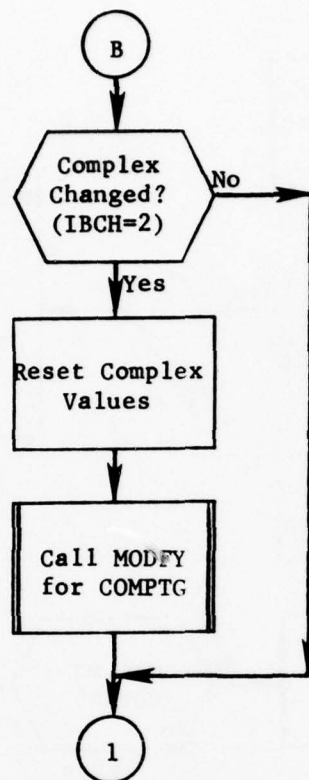 B
Complex
Changed?
(IBCH=2)
No
Yes
Reset Complex
Values
Call MODFY
for COMPTG
1